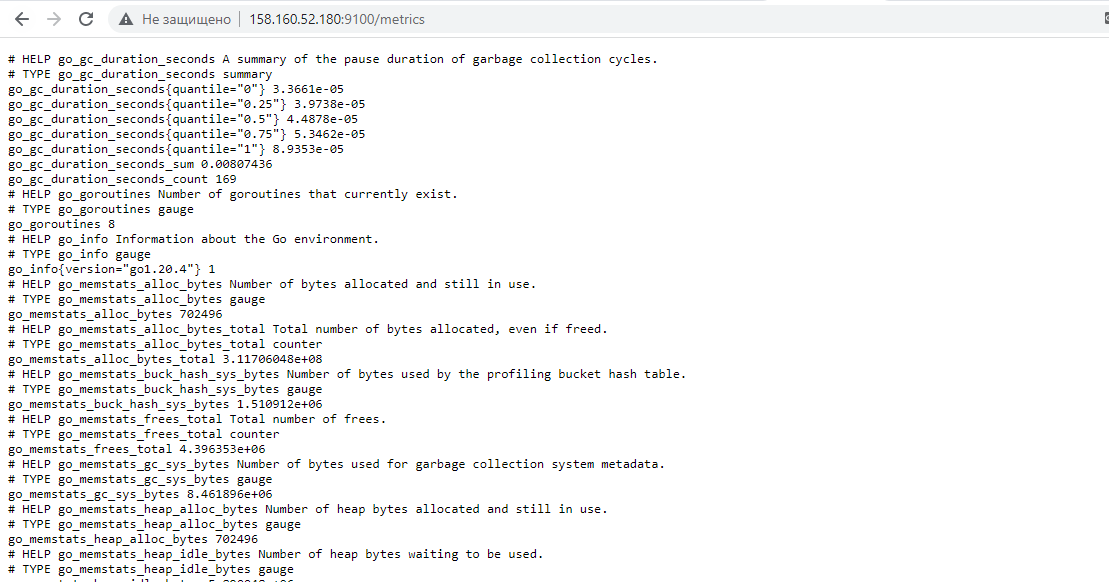 Не защищено 158.160.52.180:9100/metrics
# HELP go_gc_duration_seconds A summary of the pause duration of garbage collection cycles.
# TYPE go_gc_duration_seconds summary
go_gc_duration_seconds{quantile="0"} 3.3661e-05
go_gc_duration_seconds{quantile="0.25"} 3.9738e-05
go_gc_duration_seconds{quantile="0.5"} 4.4878e-05
go_gc_duration_seconds{quantile="0.75"} 5.3462e-05
go_gc_duration_seconds{quantile="1"} 8.9353e-05
go_gc_duration_seconds_sum 0.00807436
go_gc_duration_seconds_count 169
# HELP go_goroutines Number of goroutines that currently exist.
# TYPE go_goroutines gauge
go_goroutines 8
# HELP go_info Information about the Go environment.
# TYPE go_info gauge
go_info{version="go1.20.4"} 1
# HELP go_memstats_alloc_bytes Number of bytes allocated and still in use.
# TYPE go_memstats_alloc_bytes gauge
go_memstats_alloc_bytes 702496
# HELP go_memstats_alloc_bytes_total Total number of bytes allocated, even if freed.
# TYPE go_memstats_alloc_bytes_total counter
go_memstats_alloc_bytes_total 3.11706048e+08
# HELP go_memstats_buck_hash_sys_bytes Number of bytes used by the profiling bucket hash table.
# TYPE go_memstats_buck_hash_sys_bytes gauge
go_memstats_buck_hash_sys_bytes 1.510912e+06
# HELP go_memstats_frees_total Total number of frees.
# TYPE go_memstats_frees_total counter
go_memstats_frees_total 4.396353e+06
# HELP go_memstats_gc_sys_bytes Number of bytes used for garbage collection system metadata.
# TYPE go_memstats_gc_sys_bytes gauge
go_memstats_gc_sys_bytes 8.461896e+06
# HELP go_memstats_heap_alloc_bytes Number of heap bytes allocated and still in use.
# TYPE go_memstats_heap_alloc_bytes gauge
go_memstats_heap_alloc_bytes 702496
# HELP go_memstats_heap_idle_bytes Number of heap bytes waiting to be used.
# TYPE go_memstats_heap_idle_bytes gauge